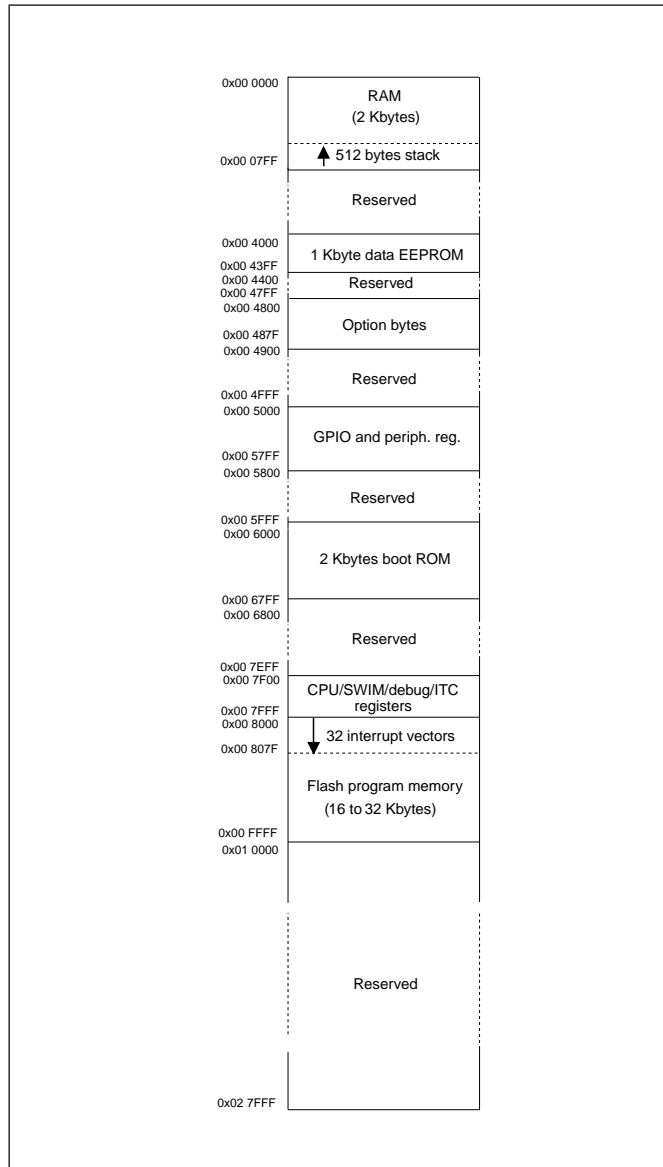 0x00 0000
RAM
(2 Kbytes)
512 bytes stack
0x00 07FF
Reserved
0x00 4000
1 Kbyte data EEPROM
0x00 43FF
0x00 4400
Reserved
0x00 47FF
0x00 4800
Option bytes
0x00 487F
0x00 4900
Reserved
0x00 4FFF
0x00 5000
GPIO and periph. reg.
0x00 57FF
0x00 5800
Reserved
0x00 5FFF
0x00 6000
2 Kbytes boot ROM
0x00 67FF
0x00 6800
Reserved
0x00 7EFF
0x00 7F00
CPU/SWIM/debug/ITC
registers
0x00 7FFF
0x00 8000
32 interrupt vectors
0x00 807F
Flash program memory
(16 to 32 Kbytes)
0x00 FFFF
0x01 0000
Reserved
0x02 7FFF